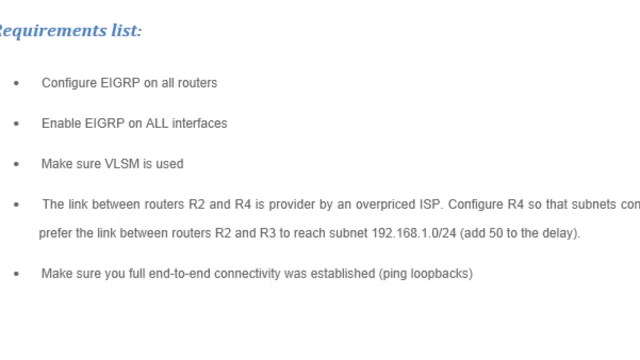 Requirements list:
Configure EIGRP on all routers
Enable EIGRP on ALL interfaces
Make sure VLSM is used
The link between routers R2 and R4 is provider by an overpriced ISP. Configure R4 so that subnets
prefer the link between routers R2 and R3 to reach subnet 192.168.1.0/24 (add 50 to the delay).
Make sure you full end-to-end connectivity was established (ping loopbacks)